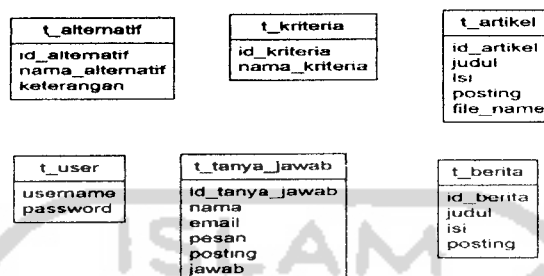 t_alternatif
id_alternatif
nama_alternatif
keterangan
t_kriteria
id_kriteria
nama_kriteria
t_artikel
id_artikel
judul
isi
posting
file_name
t_user
username
password
t_tanya_jawab
id_tanya_jawab
nama
email
pesan
posting
jawab
t_berita
id_berita
judul
isi
posting
ISLAM